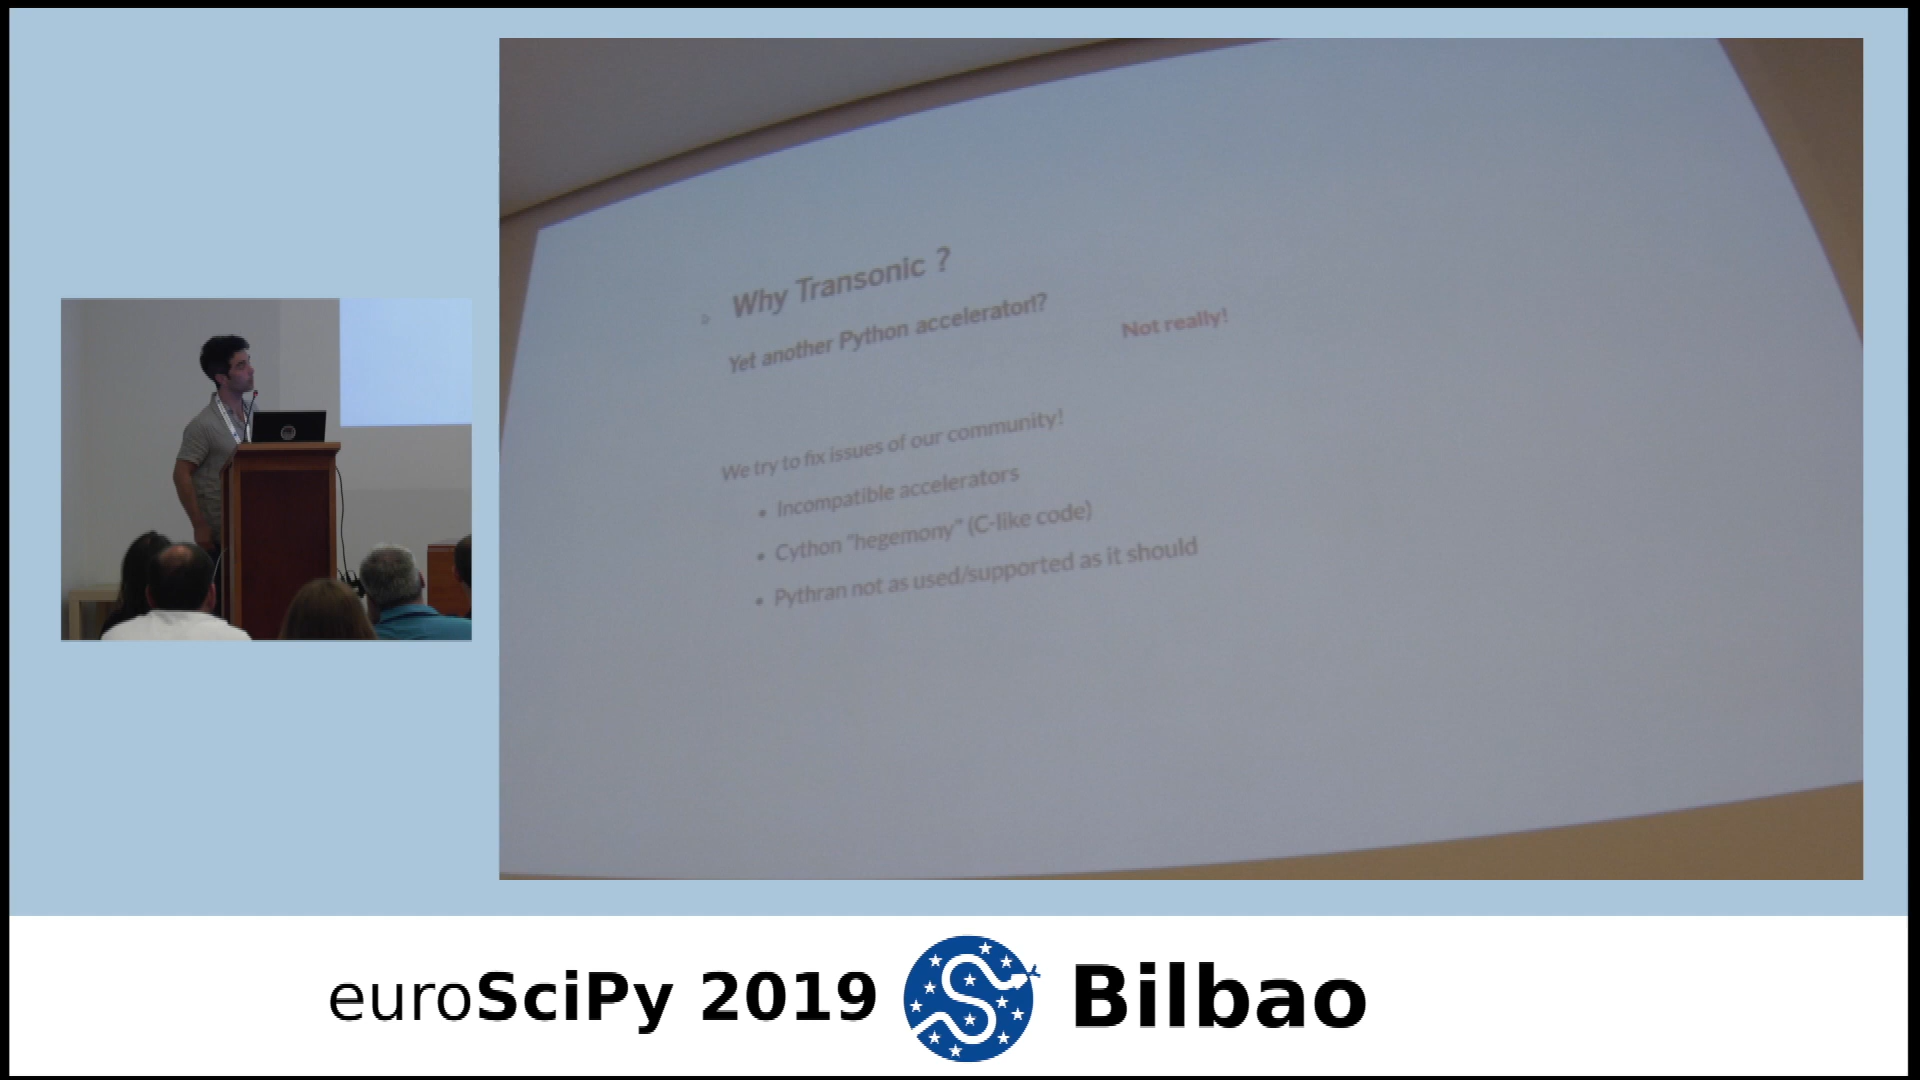 Why Transonic ?
Yet another Python accelerator!?
Not really!
We try to fix issues of our community!
• Incompatible accelerators
• Cython "hegemony" (C-like code)
• Pythran not as used/supported as it should
euroSciPy 2019 Bilbao